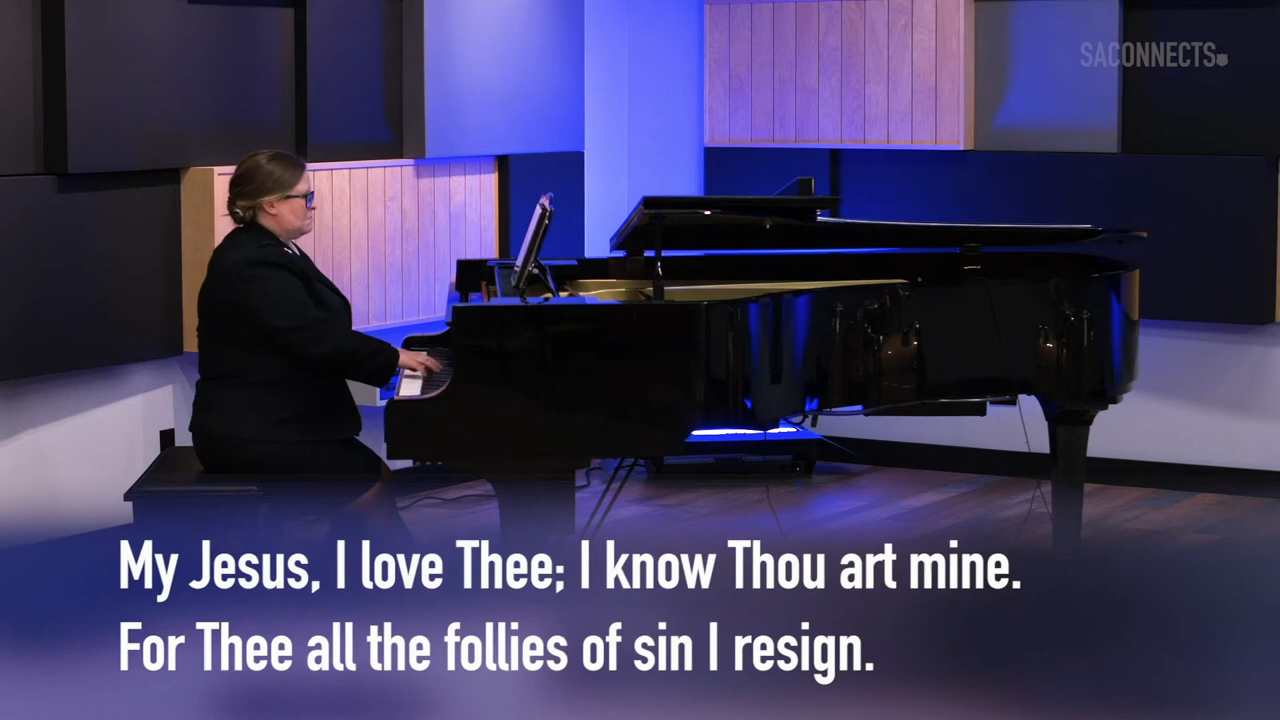 SACONNECTS
My Jesus, I love Thee; I know Thou art mine.
For Thee all the follies of sin I resign.